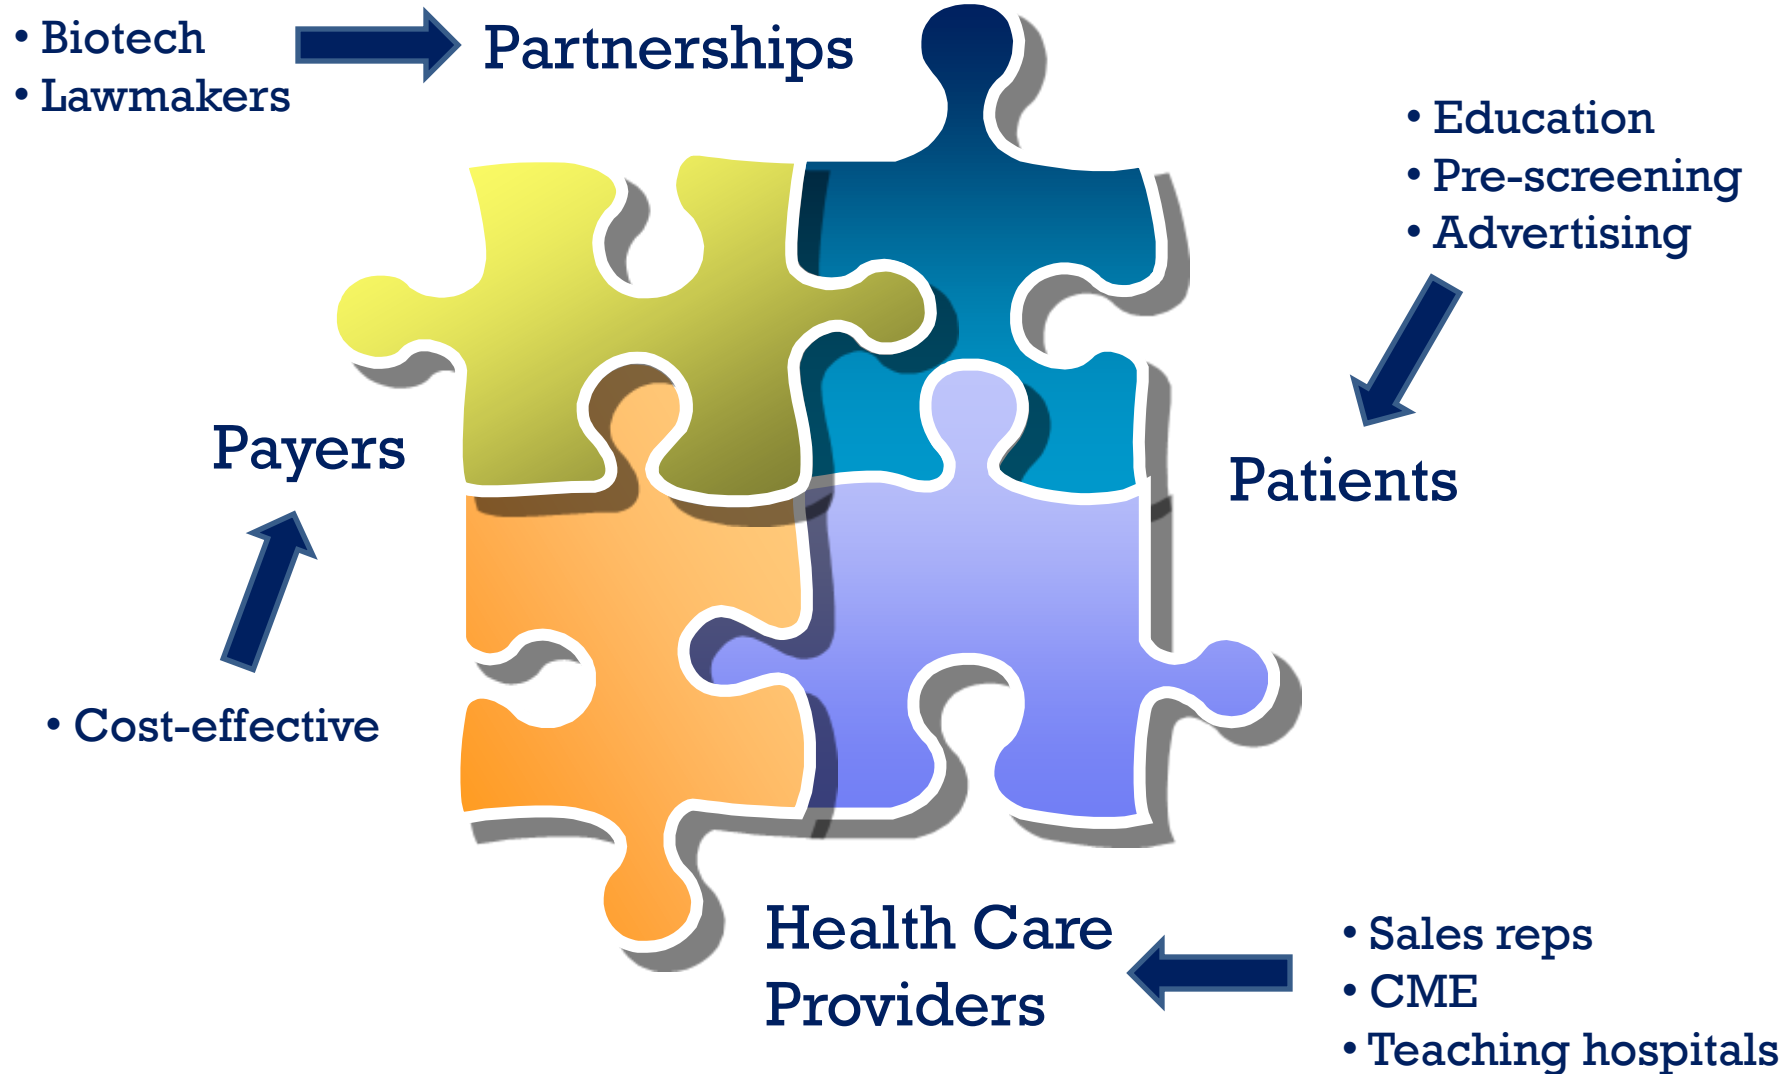 • Biotech
• Lawmakers
Partnerships
• Education
• Pre-screening
• Advertising
Payers
Patients
• Cost-effective
Health Care
Providers
• Sales reps
• CME
• Teaching hospitals